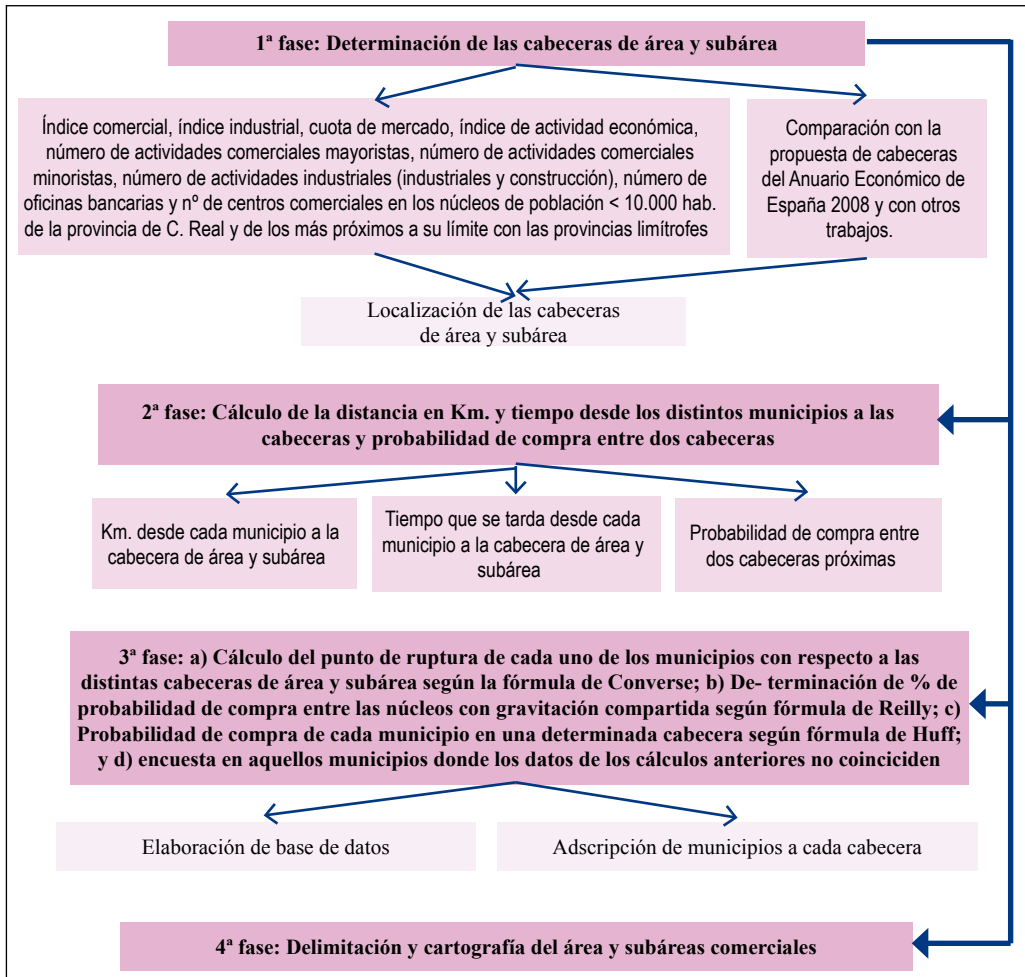 1ª fase: Determinación de las cabeceras de área y subárea
Índice comercial, índice industrial, cuota de mercado, índice de actividad económica,
número de actividades comerciales mayoristas, número de actividades comerciales
minoristas, número de actividades industriales (industriales y construcción), número de
oficinas bancarias y nº de centros comerciales en los núcleos de población < 10.000 hab.
de la provincia de C. Real y de los más próximos a su límite con las provincias limítrofes
Comparación con la
propuesta de cabeceras
del Anuario Económico de
España 2008 y con otros
trabajos.
Localización de las cabeceras
de área y subárea
2ª fase: Cálculo de la distancia en Km. y tiempo desde los distintos municipios a las
cabeceras y probabilidad de compra entre dos cabeceras
Km. desde cada municipio a la
cabecera de área y subárea
Tiempo que se tarda desde cada
municipio a la cabecera de área y
subárea
Probabilidad de compra entre
dos cabeceras próximas
3ª fase: a) Cálculo del punto de ruptura de cada uno de los municipios con respecto a las
distintas cabeceras de área y subárea según la fórmula de Converse; b) De- terminación de % de
probabilidad de compra entre las núcleos con gravitación compartida según fórmula de Reilly; c)
Probabilidad de compra de cada municipio en una determinada cabecera según fórmula de Huff;
y d) encuesta en aquellos municipios donde los datos de los cálculos anteriores no coinciciden
Elaboración de base de datos
Adscripción de municipios a cada cabecera
4ª fase: Delimitación y cartografía del área y subáreas comerciales